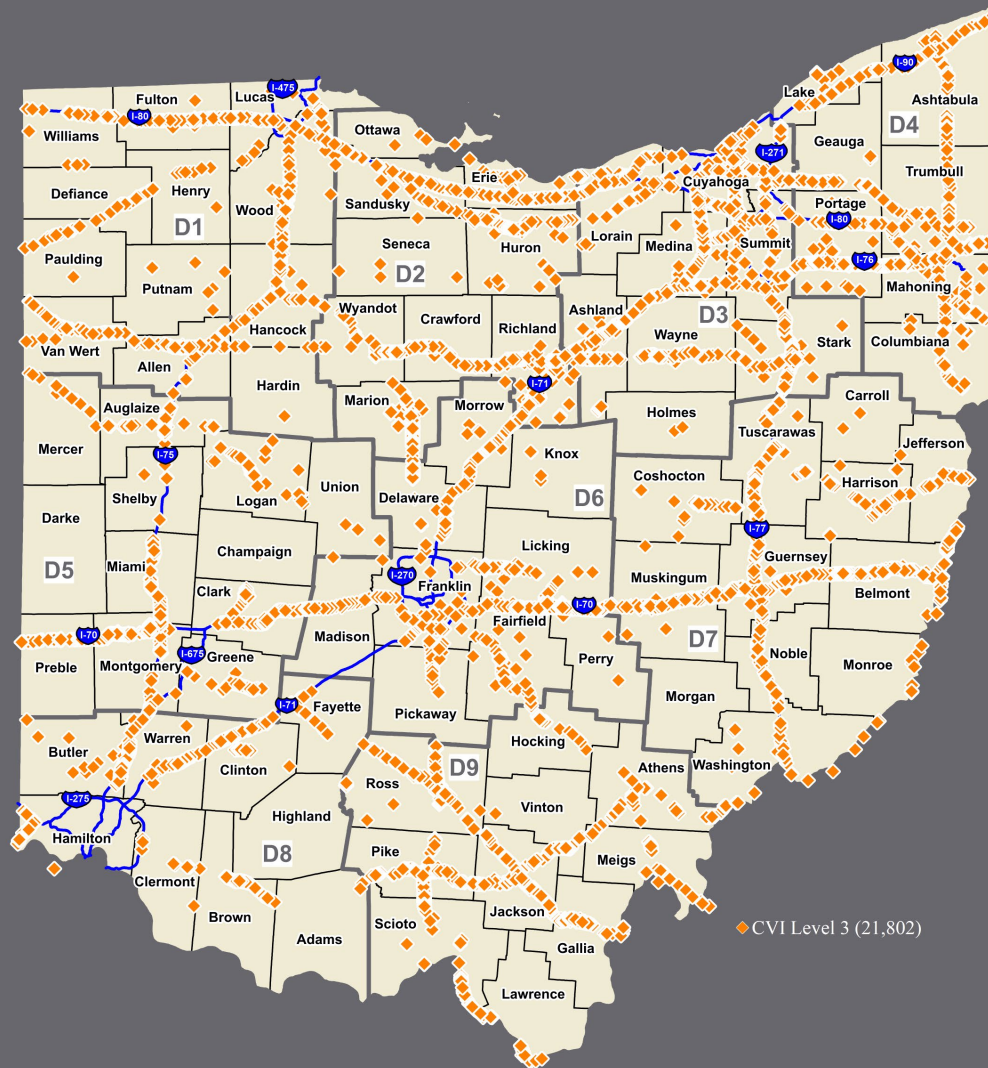 I-475
Fulton
Lucas
I-80
Williams
Ottawa
I-90
Lake
Ashtabula
D4
Geauga
I-271
Trumbull
Defiance
Henry
D1
Wood
Erie
Sandusky
Cuyahoga
Portage
I-80
Paulding
Seneca
D2
Huron
Lorain
Medina
Summit
I-76
Mahoning
Putnam
Wyandot
Crawford
Richland
Ashland
D3
Wayne
Stark
Columbiana
Hancock
Van Wert
Allen
Hardin
I-71
Carroll
Auglaize
Marion
Morrow
Holmes
Tuscarawas
Jefferson
Mercer
I-75
Knox
Coshocton
Harrison
Shelby
Logan
Union
Delaware
D6
Darke
I-77
Champaign
Licking
Guernsey
D5
Miami
Muskingum
Belmont
I-270
Franklin
Clark
I-70
Fairfield
I-70
Madison
D7
Preble
Montgomery
I-675
Greene
Perry
Noble
Monroe
I-71
Fayette
Morgan
Pickaway
Butler
Warren
Hocking
Clinton
D9
Athens
Washington
Ross
I-275
Vinton
Highland
Hamilton
D8
Pike
Meigs
Clermont
Brown
Scioto
Jackson
CVI Level 3 (21,802)
Adams
Gallia
Lawrence